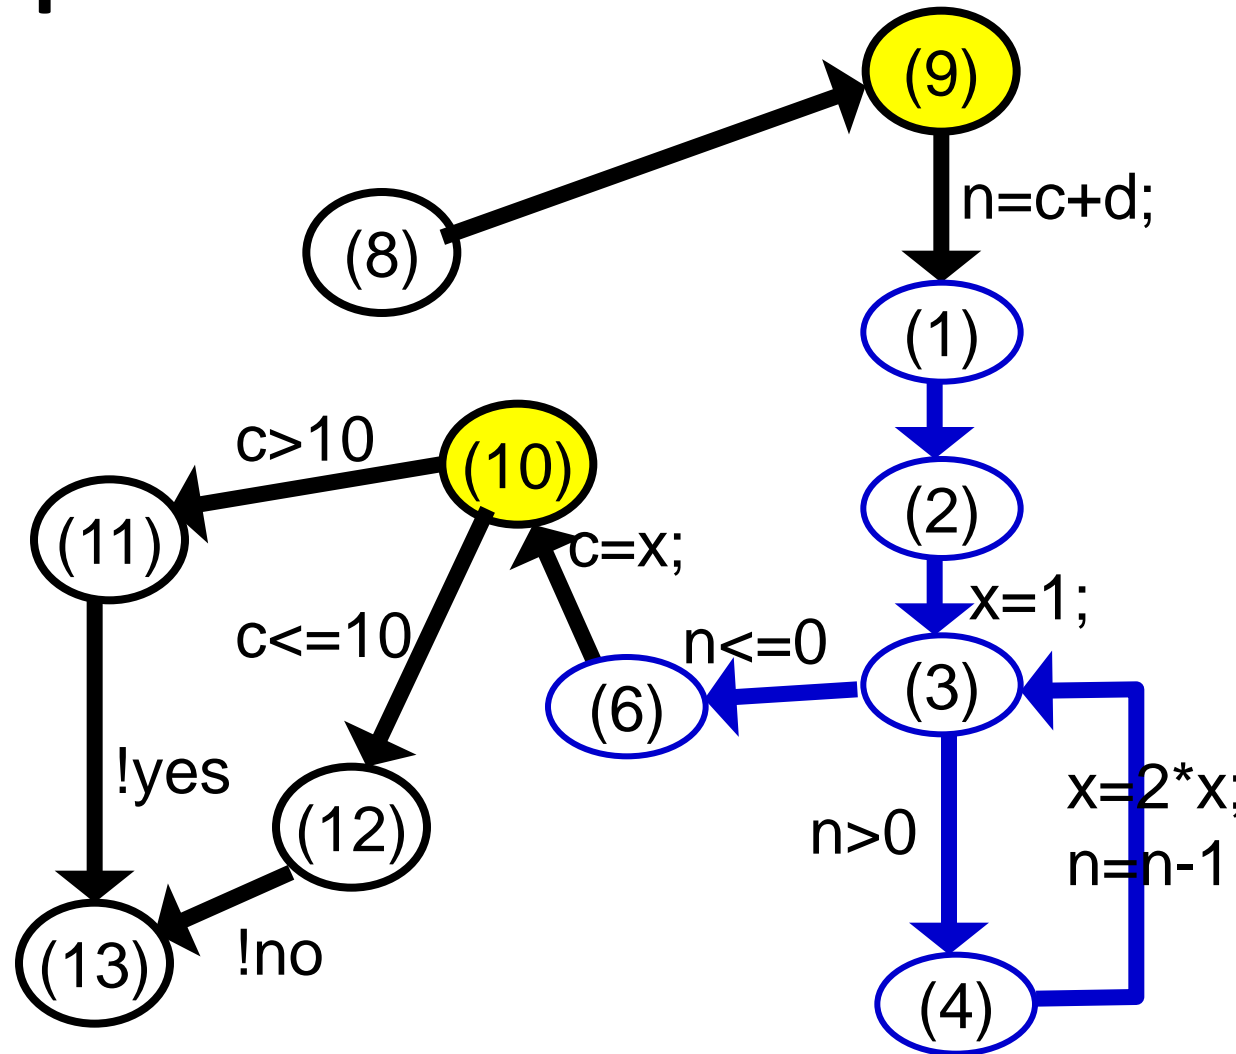 (9)
n=c+d;
(8)
(1)
c>10
(10)
(2)
(11)
c=x;
x=1;
c<=10
n<=0
(3)
(6)
!yes
x=2*x;
n>0
(12)
n=n-1
!no
(13)
(4)